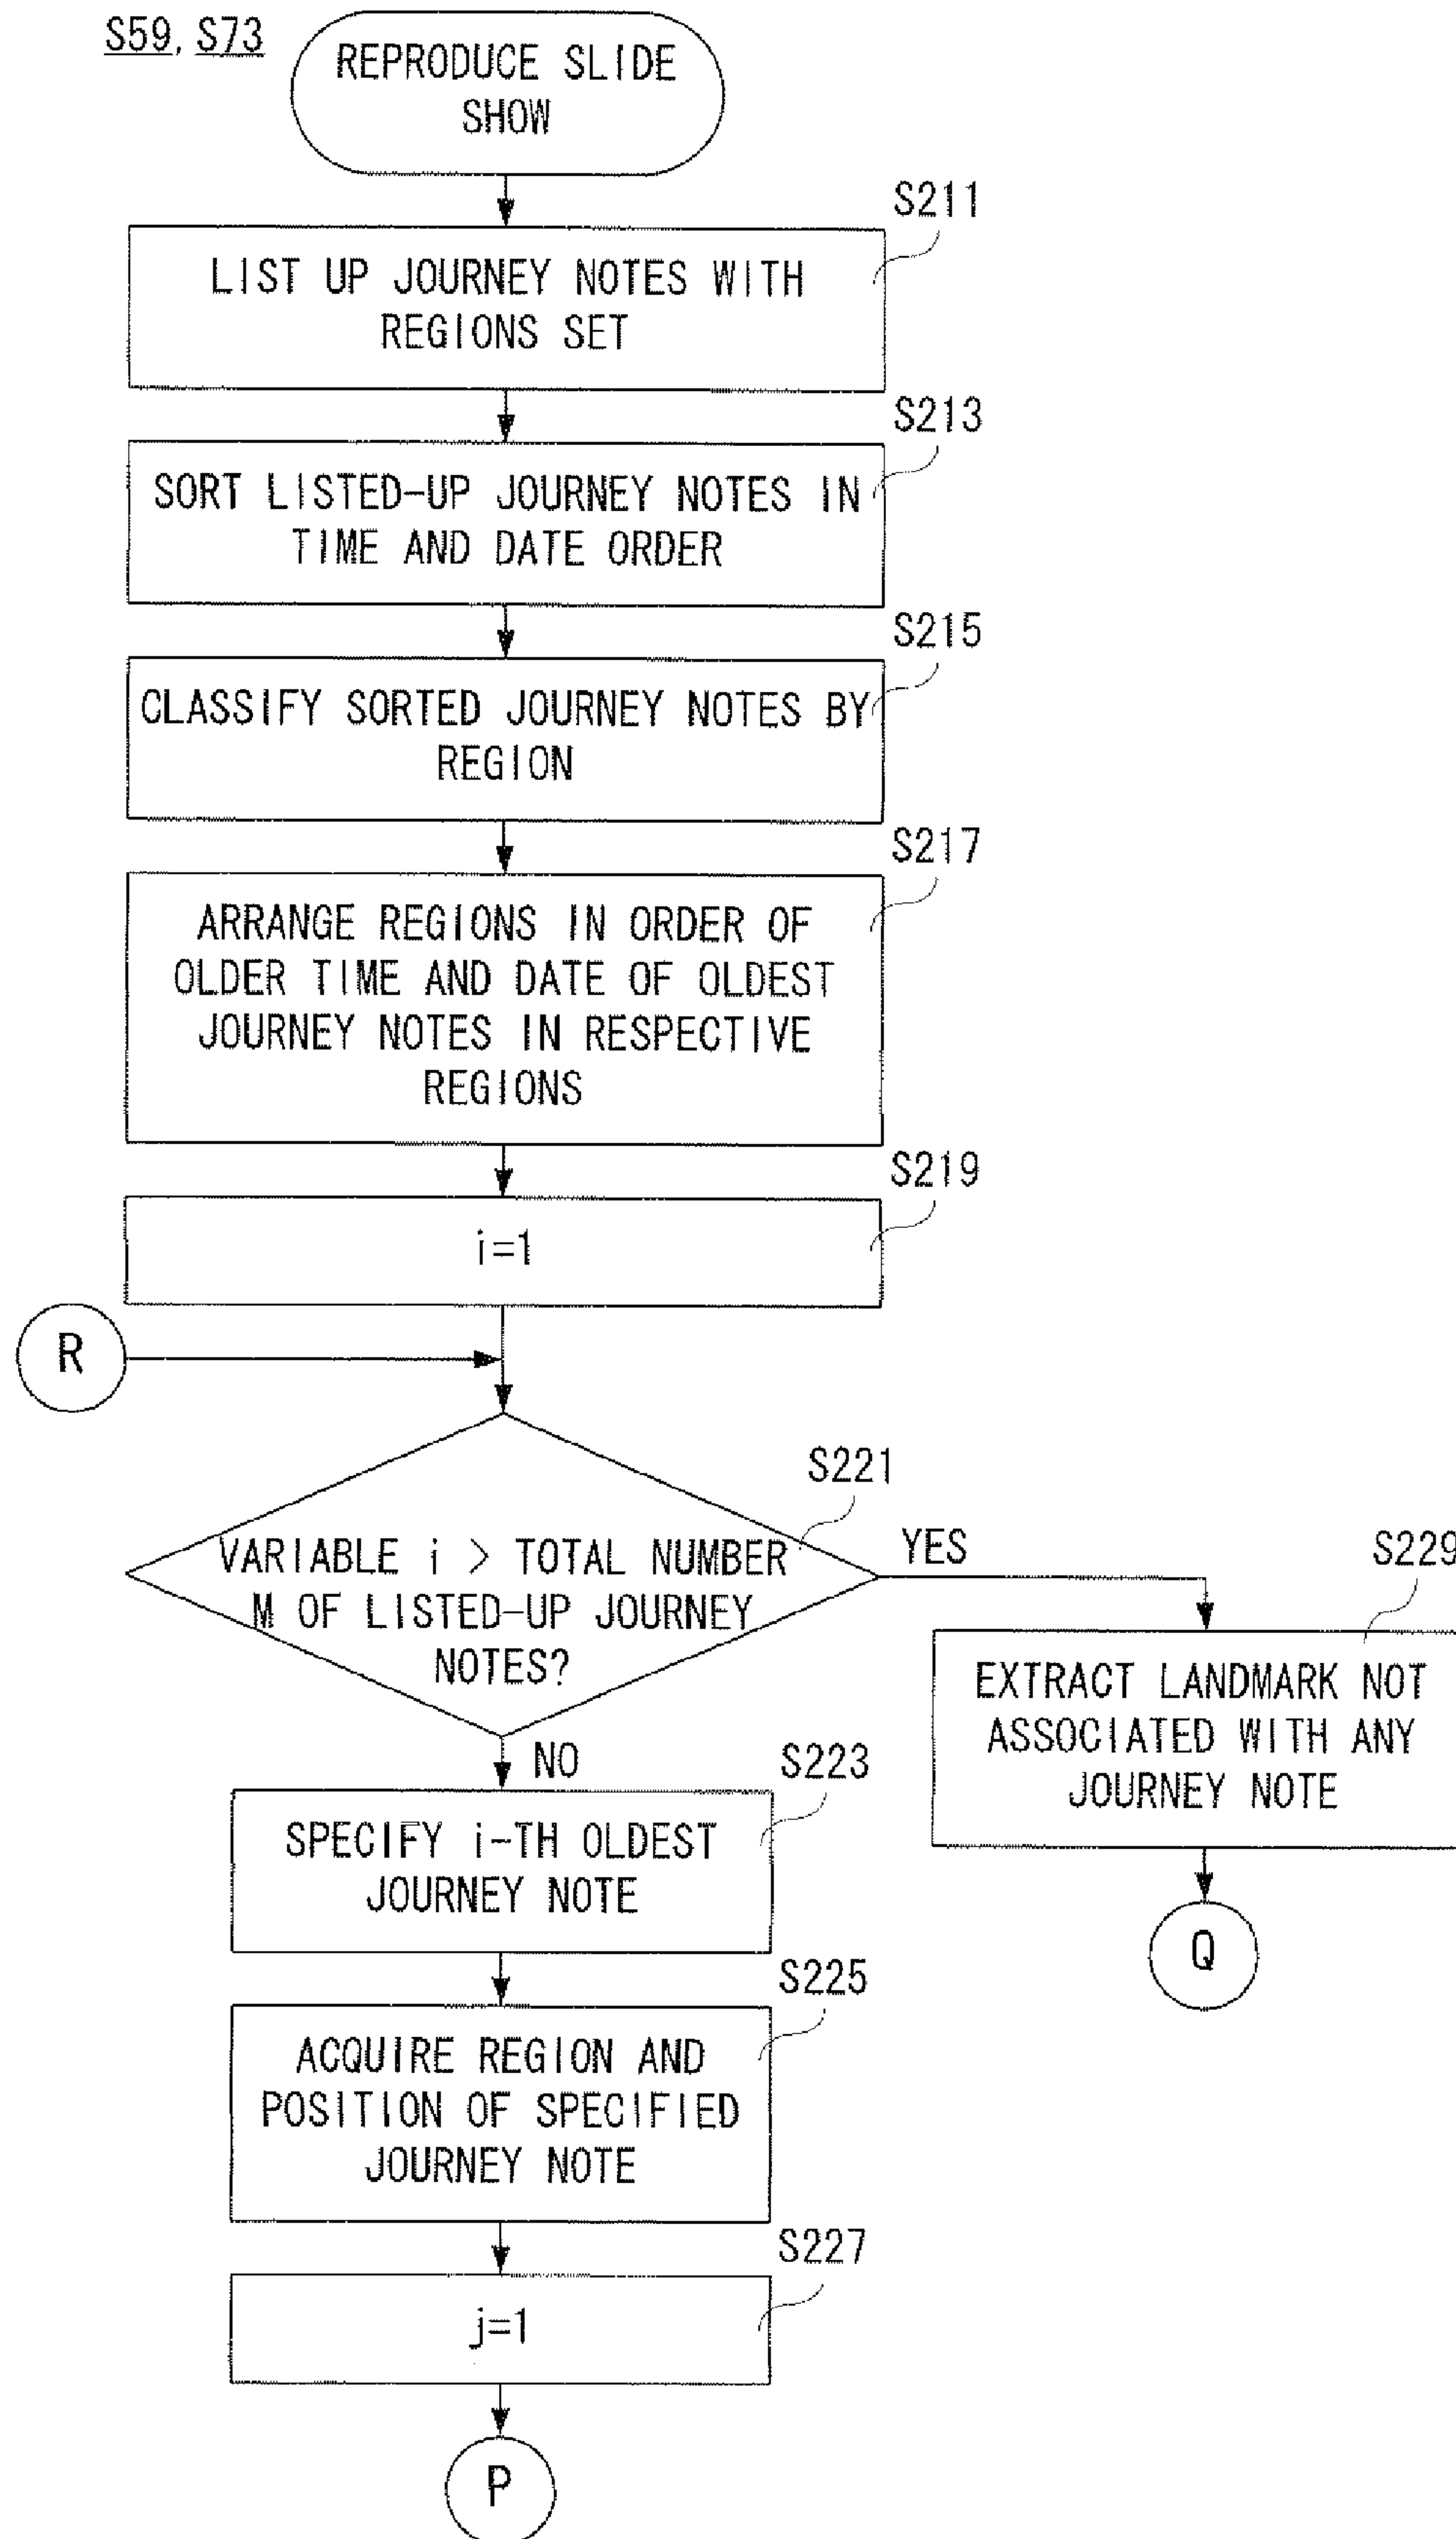 S59, S73
REPRODUCE SLIDE
SHOW
S211
LIST UP JOURNEY NOTES WITH
REGIONS SET
S213
SORT LISTED-UP JOURNEY NOTES IN
TIME AND DATE ORDER
S215
CLASSIFY SORTED JOURNEY NOTES BY
REGION
S217
ARRANGE REGIONS IN ORDER OF
OLDER TIME AND DATE OF OLDEST
JOURNEY NOTES IN RESPECTIVE
REGIONS
S219
i=1
R
S221
VARIABLE i > TOTAL NUMBER
M OF LISTED-UP JOURNEY
NOTES?
YES
S229
EXTRACT LANDMARK NOT
ASSOCIATED WITH ANY
JOURNEY NOTE
Q
NO
S223
SPECIFY i-TH OLDEST
JOURNEY NOTE
S225
ACQUIRE REGION AND
POSITION OF SPECIFIED
JOURNEY NOTE
S227
j=1
P